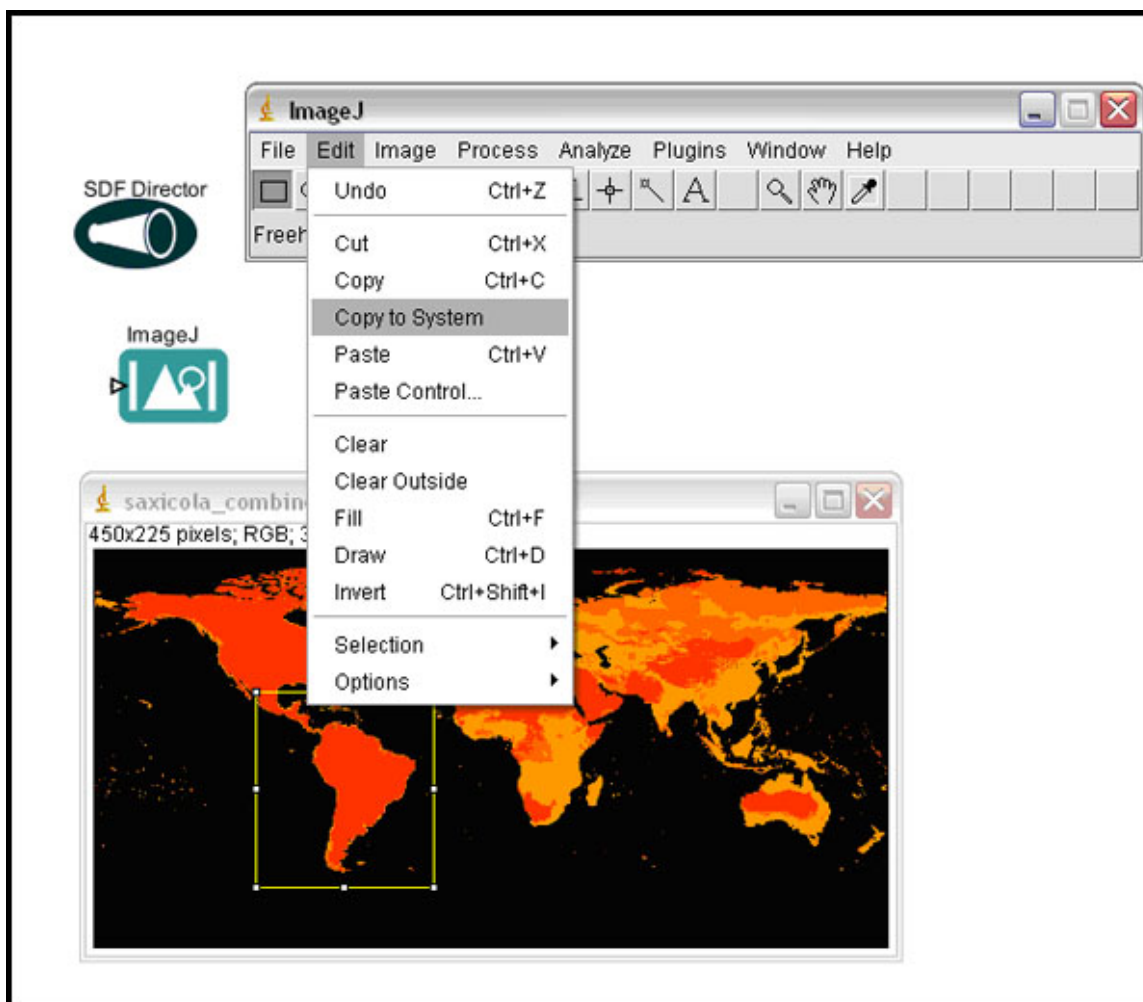 ImageJ
File Edit Image Process Analyze Plugins Window Help
SDF Director
Undo Ctrl+Z
Freeh
Cut Ctrl+X
Copy Ctrl+C
Copy to System
ImageJ
Paste Ctrl+V
Paste Control...
Clear
Clear Outside
saxicola_combin
Fill Ctrl+F
450x225 pixels; RGB; 3
Draw Ctrl+D
Invert Ctrl+Shift+I
Selection
Options